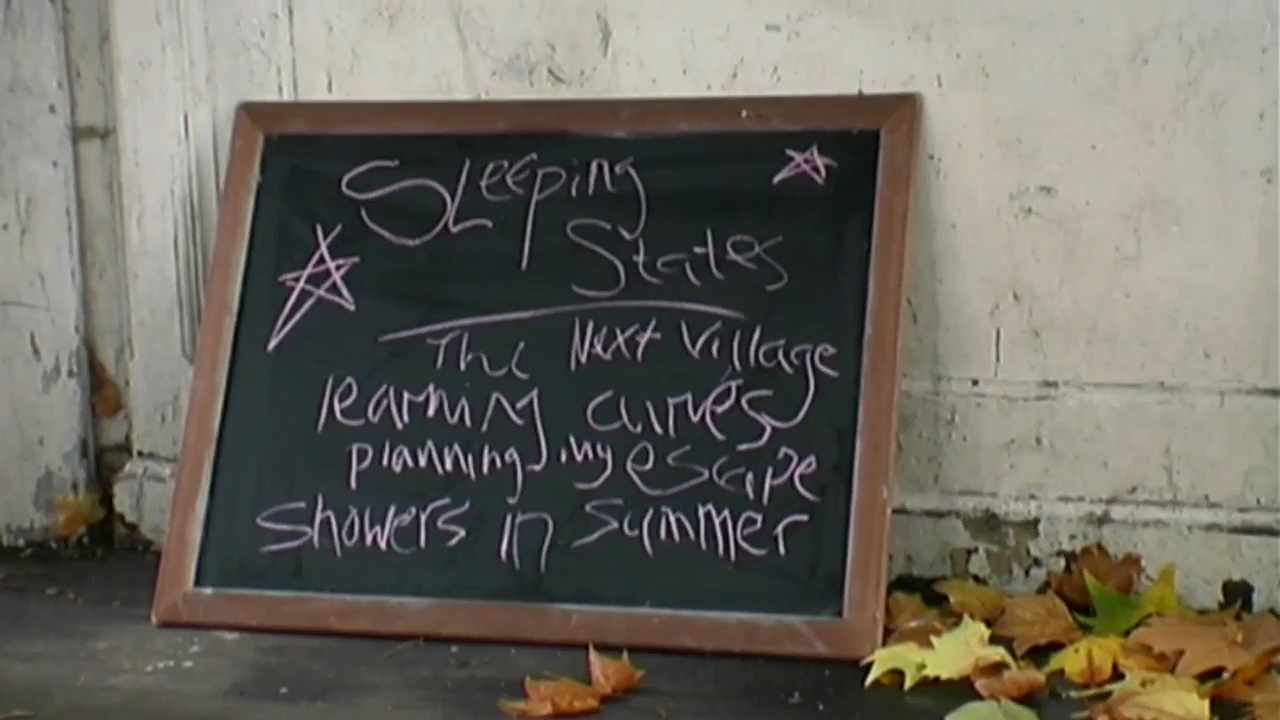 Sleeping
States
The Next Village
learning curves
planning my escape
Showers in Summer